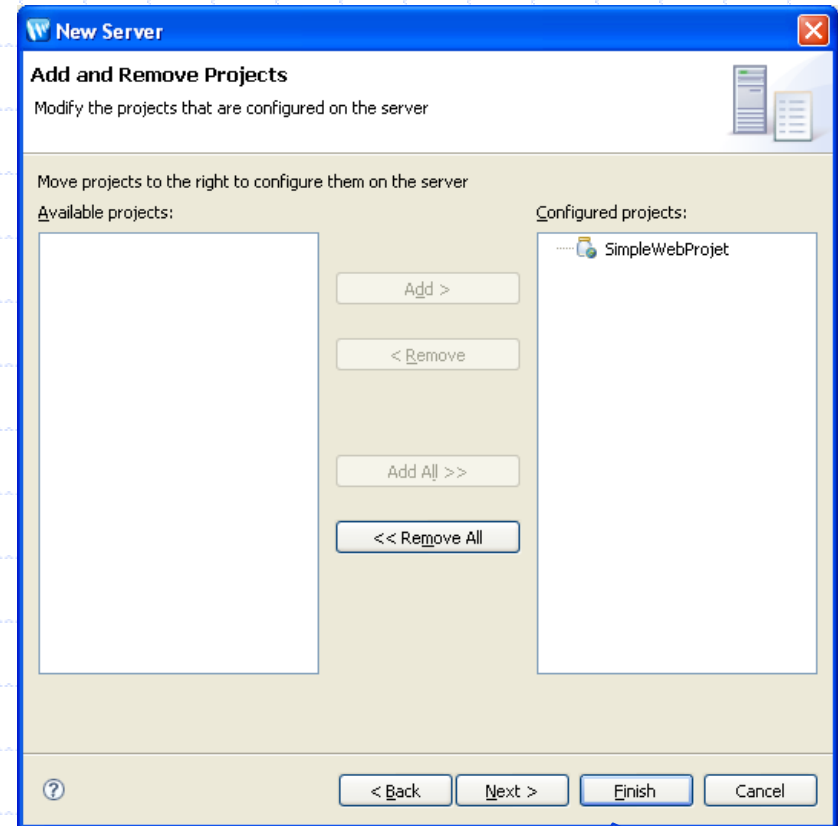 New Server
Add and Remove Projects
Modify the projects that are configured on the server
Move projects to the right to configure them on the server
Available projects:
Configured projects:
SimpleWebProjet
Add >
< Remove
Add All >>
<< Remove All
< Back
Next >
Finish
Cancel